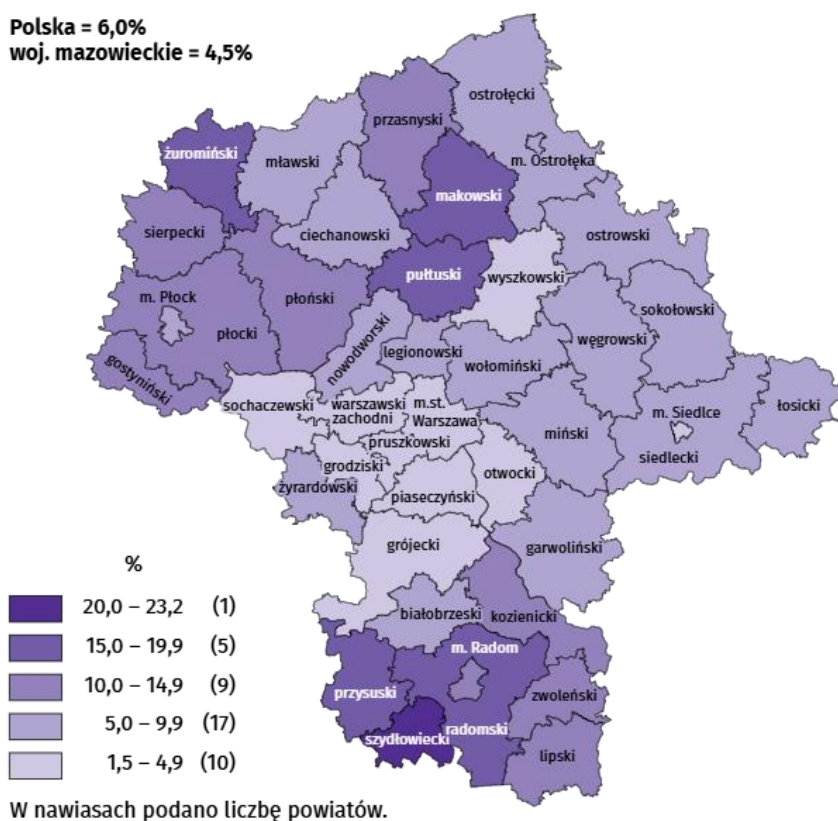 Polska = 6,0%
woj. mazowieckie = 4,5%
ostrołęcki
przasnyski
m. Ostrołęka
żuromiński
mławski
makowski
sierpecki
ciechanowski
ostrowski
pułtuski
wyszkowski
m. Płock
płoński
płocki
sokołowski
węgrowski
nowodworski
legionowski
wołomiński
gostyniński
sochaczewski
warszawski
zachodni
m.st.
Warszawa
m. Siedlce
łosicki
miński
siedlecki
pruszkowski
grodziski
otwocki
żyrardowski
piaseczyński
grójecki
garwoliński
białobrzeski
kozienicki
m. Radom
przysuski
zwoleński
szydłowiecki
radomski
lipski
%
20,0 – 23,2 (1)
15,0 – 19,9 (5)
10,0 – 14,9 (9)
5,0 – 9,9 (17)
1,5 – 4,9 (10)
W nawiasach podano liczbę powiatów.